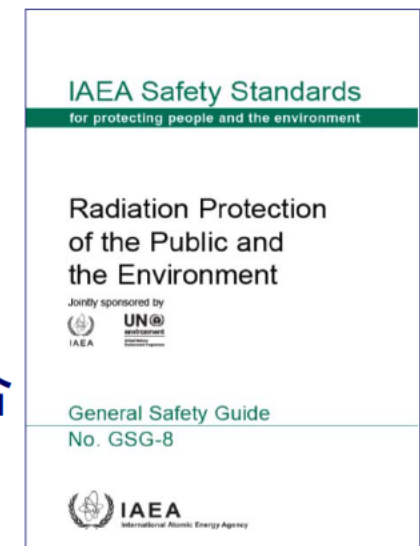 IAEA Safety Standards
for protecting people and the environment
Radiation Protection
of the Public and
the Environment
Jointly sponsored by
IAEA
UN
environment
General Safety Guide
No. GSG-8
IAEA
International Atomic Energy Agency